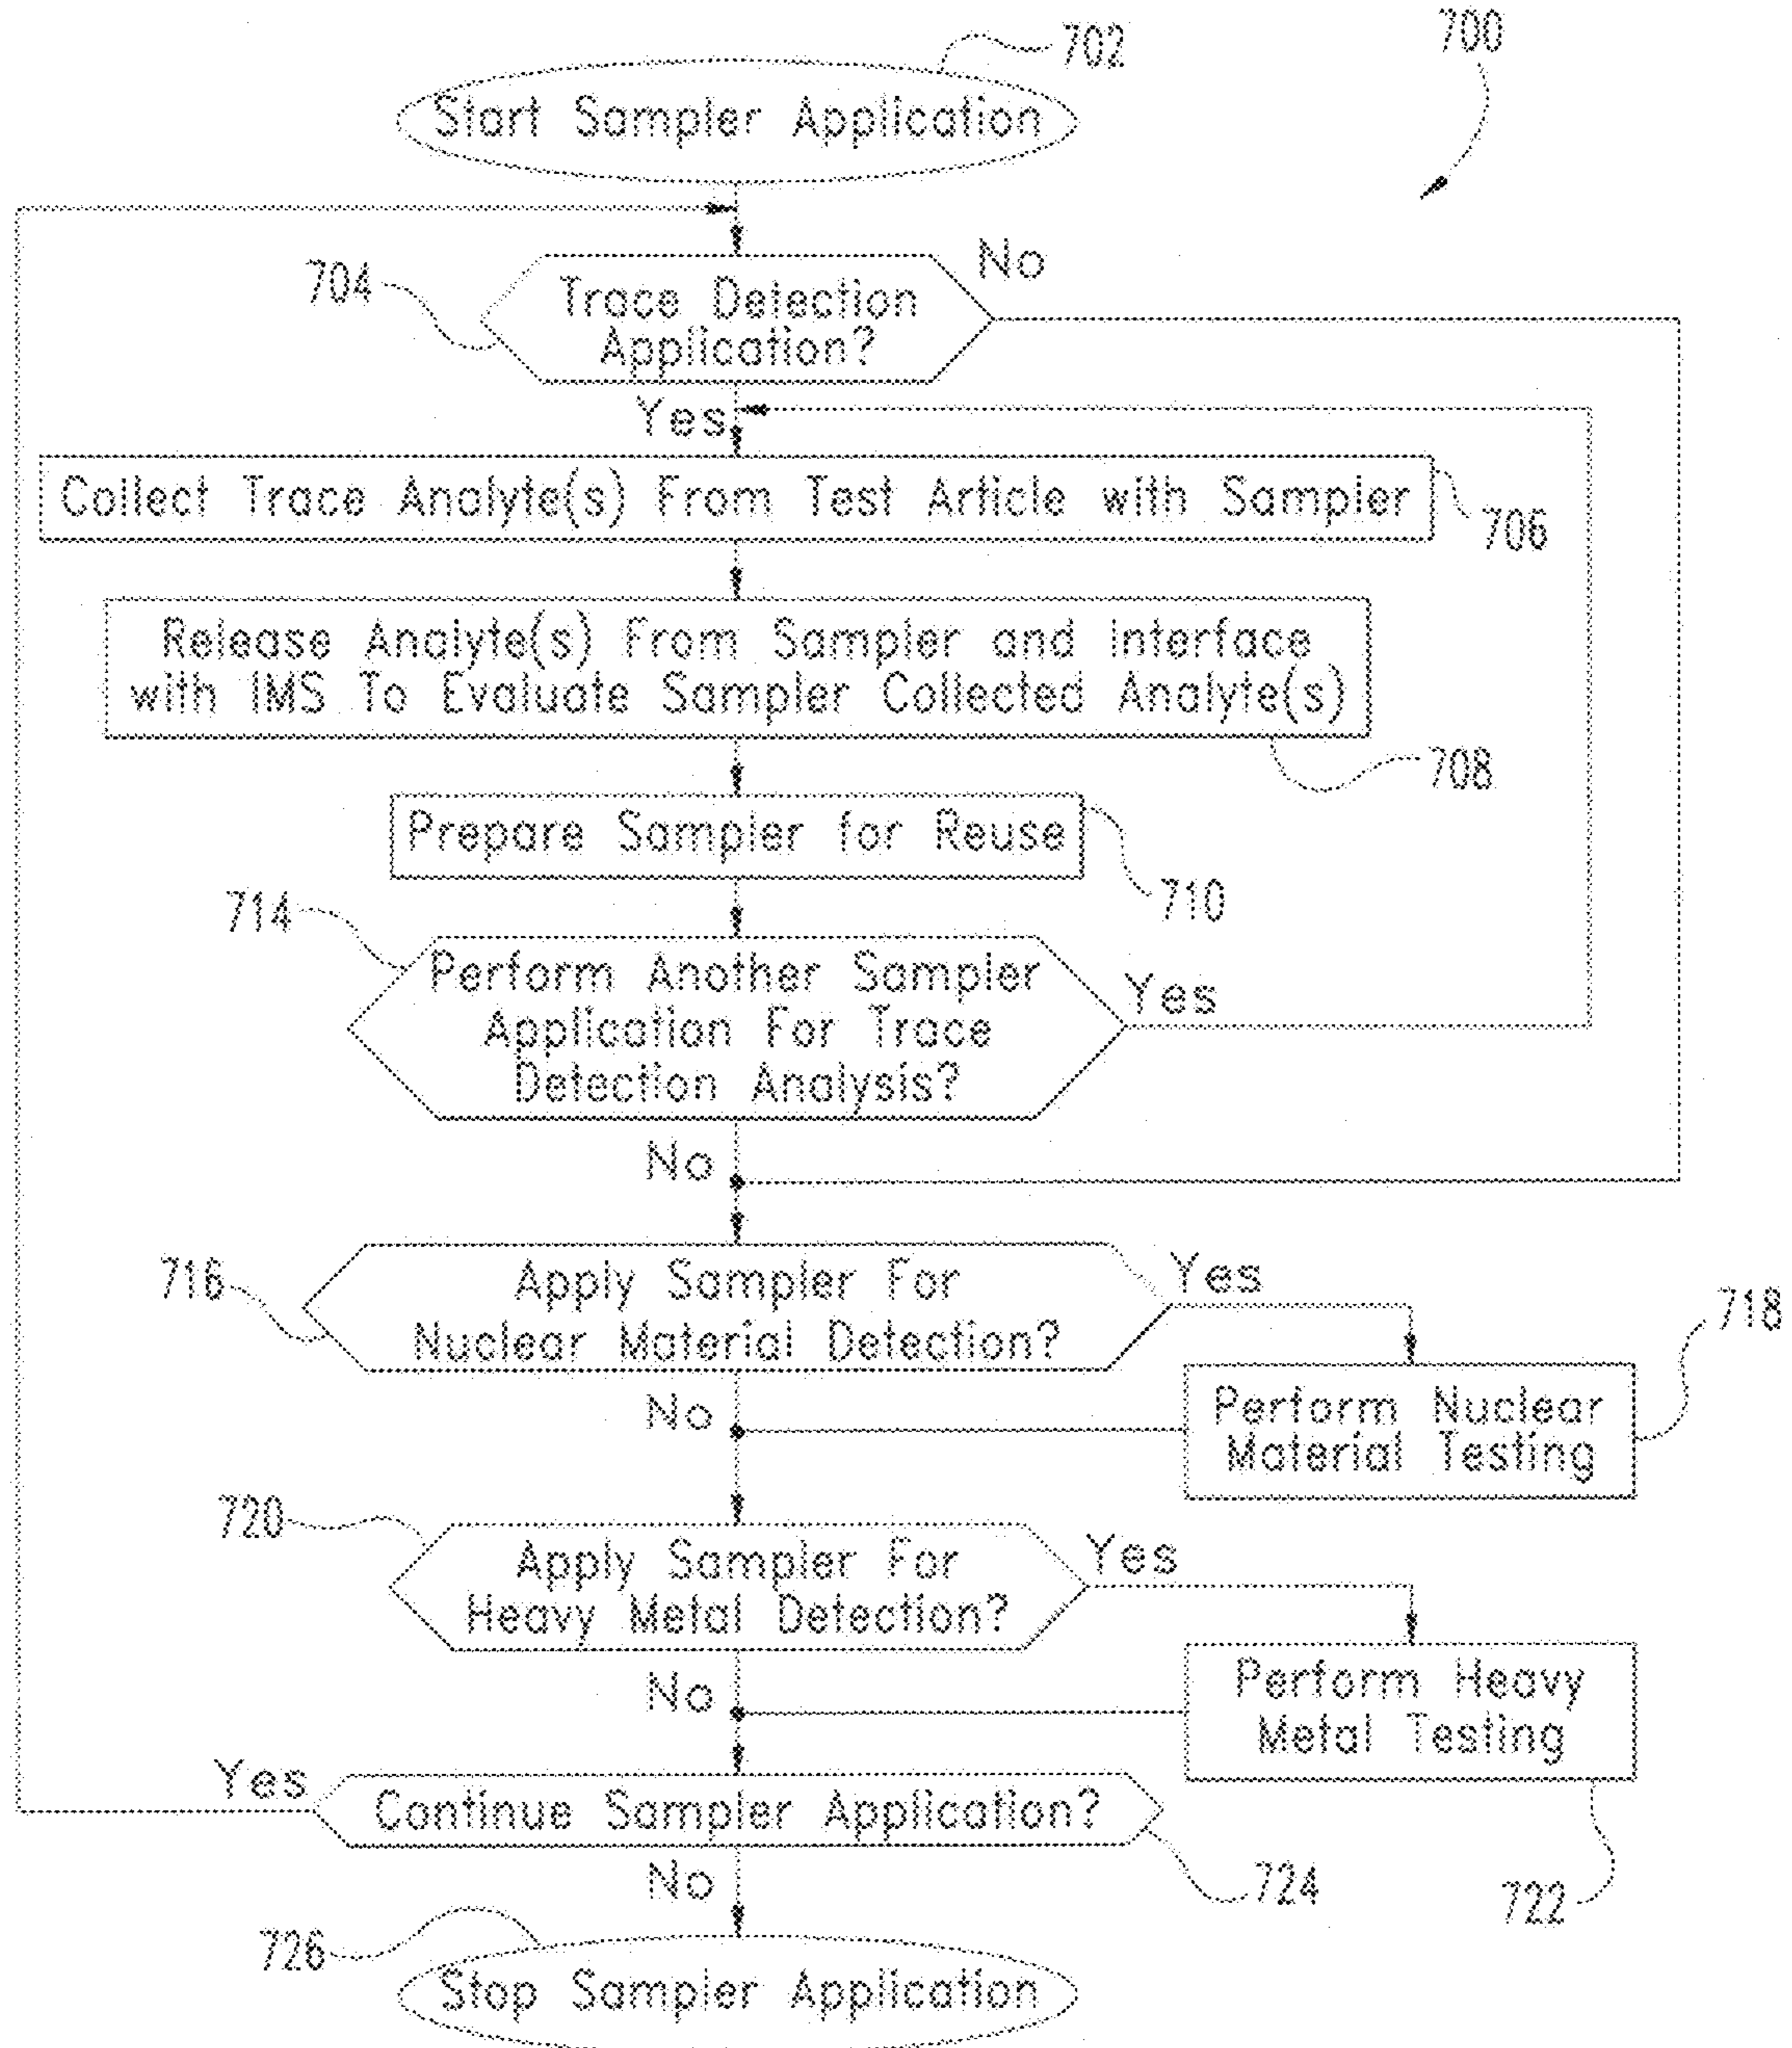 702
700
Start Sampler Application
No
704
Trace Detection
Application?
Yes
Collect Trace Analyte(s) From Test Article with Sampler
706
Release Analyte(s) From Sampler and Interface
with IMS To Evaluate Sampler Collected Analyte(s)
708
Prepare Sampler for Reuse
714
710
Perform Another Sampler
Application For Trace
Detection Analysis?
Yes
No
716
Apply Sampler For
Nuclear Material Detection?
Yes
718
No
Perform Nuclear
Material Testing
720
Apply Sampler For
Heavy Metal Detection?
Yes
No
Perform Heavy
Metal Testing
Yes
Continue Sampler Application?
No
724
722
726
Stop Sampler Application